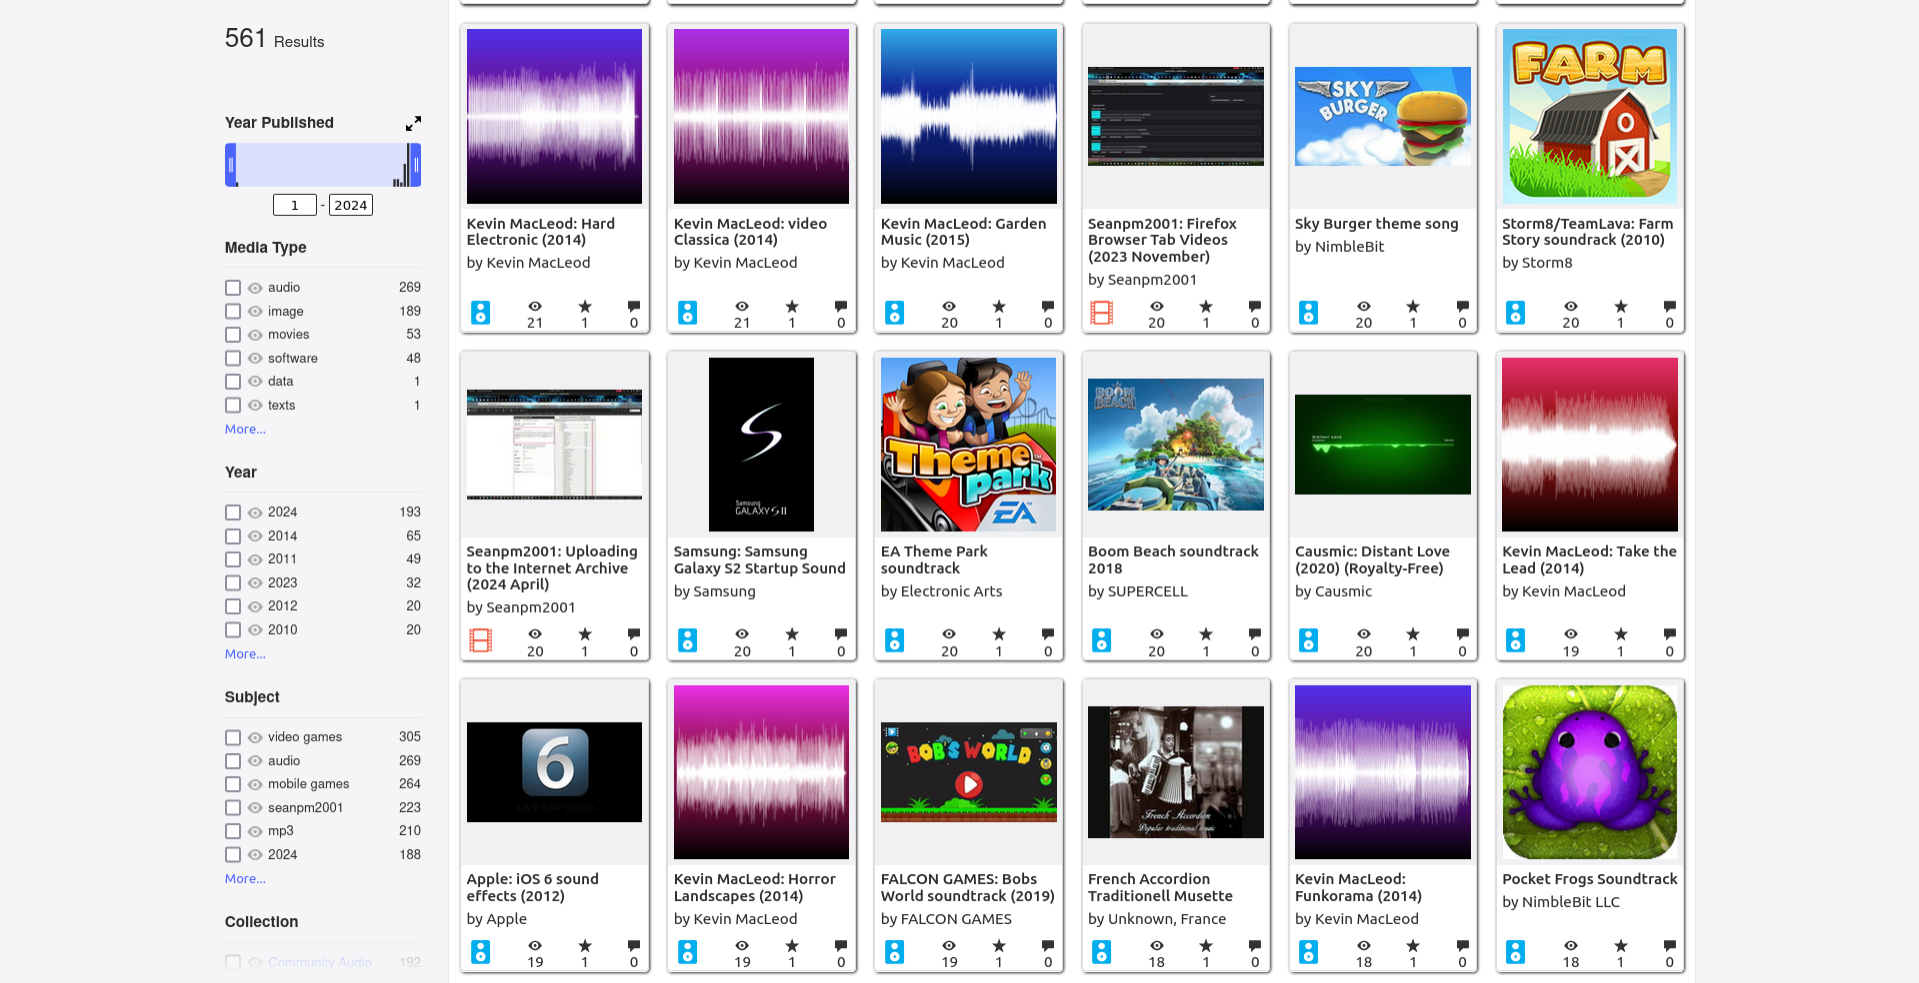 561 Results
Year Published
1 - 2024
Media Type
audio 269
image 189
movies 53
software 48
data 1
texts 1
More...
Year
2024 193
2014 65
2011 49
2023 32
2012 20
2010 20
More...
Subject
video games 305
audio 269
mobile games 264
seanpm2001 223
mp3 210
2024 188
More...
Collection
Community Audio 192
Kevin MacLeod: Hard
Electronic (2014)
by Kevin MacLeod
21 1 0
Kevin MacLeod: video
Classica (2014)
by Kevin MacLeod
21 1 0
Kevin MacLeod: Garden
Music (2015)
by Kevin MacLeod
20 1 0
Seanpm2001: Firefox
Browser Tab Videos
(2023 November)
by Seanpm2001
20 1 0
SKY
BURGER
Sky Burger theme song
by NimbleBit
20 1 0
FARM
Storm8/TeamLava: Farm
Story soundrack (2010)
by Storm8
20 1 0
Seanpm2001: Uploading
to the Internet Archive
(2024 April)
by Seanpm2001
20 1 0
S
Samsung
GALAXY S II
Samsung: Samsung
Galaxy S2 Startup Sound
by Samsung
20 1 0
Theme
park
EA
EA Theme Park
soundtrack
by Electronic Arts
20 1 0
BOOM
BEACH
Boom Beach soundtrack
2018
by SUPERCELL
20 1 0
DISTANT LOVE
Causmic: Distant Love
(2020) (Royalty-Free)
by Causmic
20 1 0
Kevin MacLeod: Take the
Lead (2014)
by Kevin MacLeod
19 1 0
6
Apple: iOS 6 sound
effects (2012)
by Apple
19 1 0
Kevin MacLeod: Horror
Landscapes (2014)
by Kevin MacLeod
19 1 0
BOB'S WORLD
FALCON GAMES: Bobs
World soundtrack (2019)
by FALCON GAMES
19 1 0
French Accordion
Popular traditional music
French Accordion
Traditionell Musette
by Unknown, France
18 1 0
Kevin MacLeod:
Funkorama (2014)
by Kevin MacLeod
18 1 0
Pocket Frogs Soundtrack
by NimbleBit LLC
18 1 0